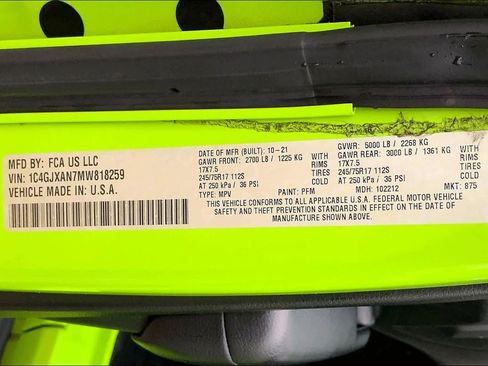 MFD BY: FCA US LLC
VIN: 1C4GJXAN7MW818259
VEHICLE MADE IN: U.S.A.
DATE OF MFR (BUILT): 10-21
GAWR FRONT: 2700 LB / 1225 KG WITH
17X7.5 RIMS
245/75R17 112S TIRES
AT 250 kPa / 36 PSI COLD
TYPE: MPV PAINT: PFM
GVWR: 5000 LB / 2268 KG
GAWR REAR: 3000 LB / 1361 KG WITH
17X7.5 RIMS
245/75R17 112S TIRES
AT 250 kPa / 36 PSI COLD
MDH: 102212 MKT: 875
THIS VEHICLE CONFORMS TO ALL APPLICABLE U.S.A. FEDERAL MOTOR VEHICLE
SAFETY AND THEFT PREVENTION STANDARDS IN EFFECT ON THE DATE OF
MANUFACTURE SHOWN ABOVE.